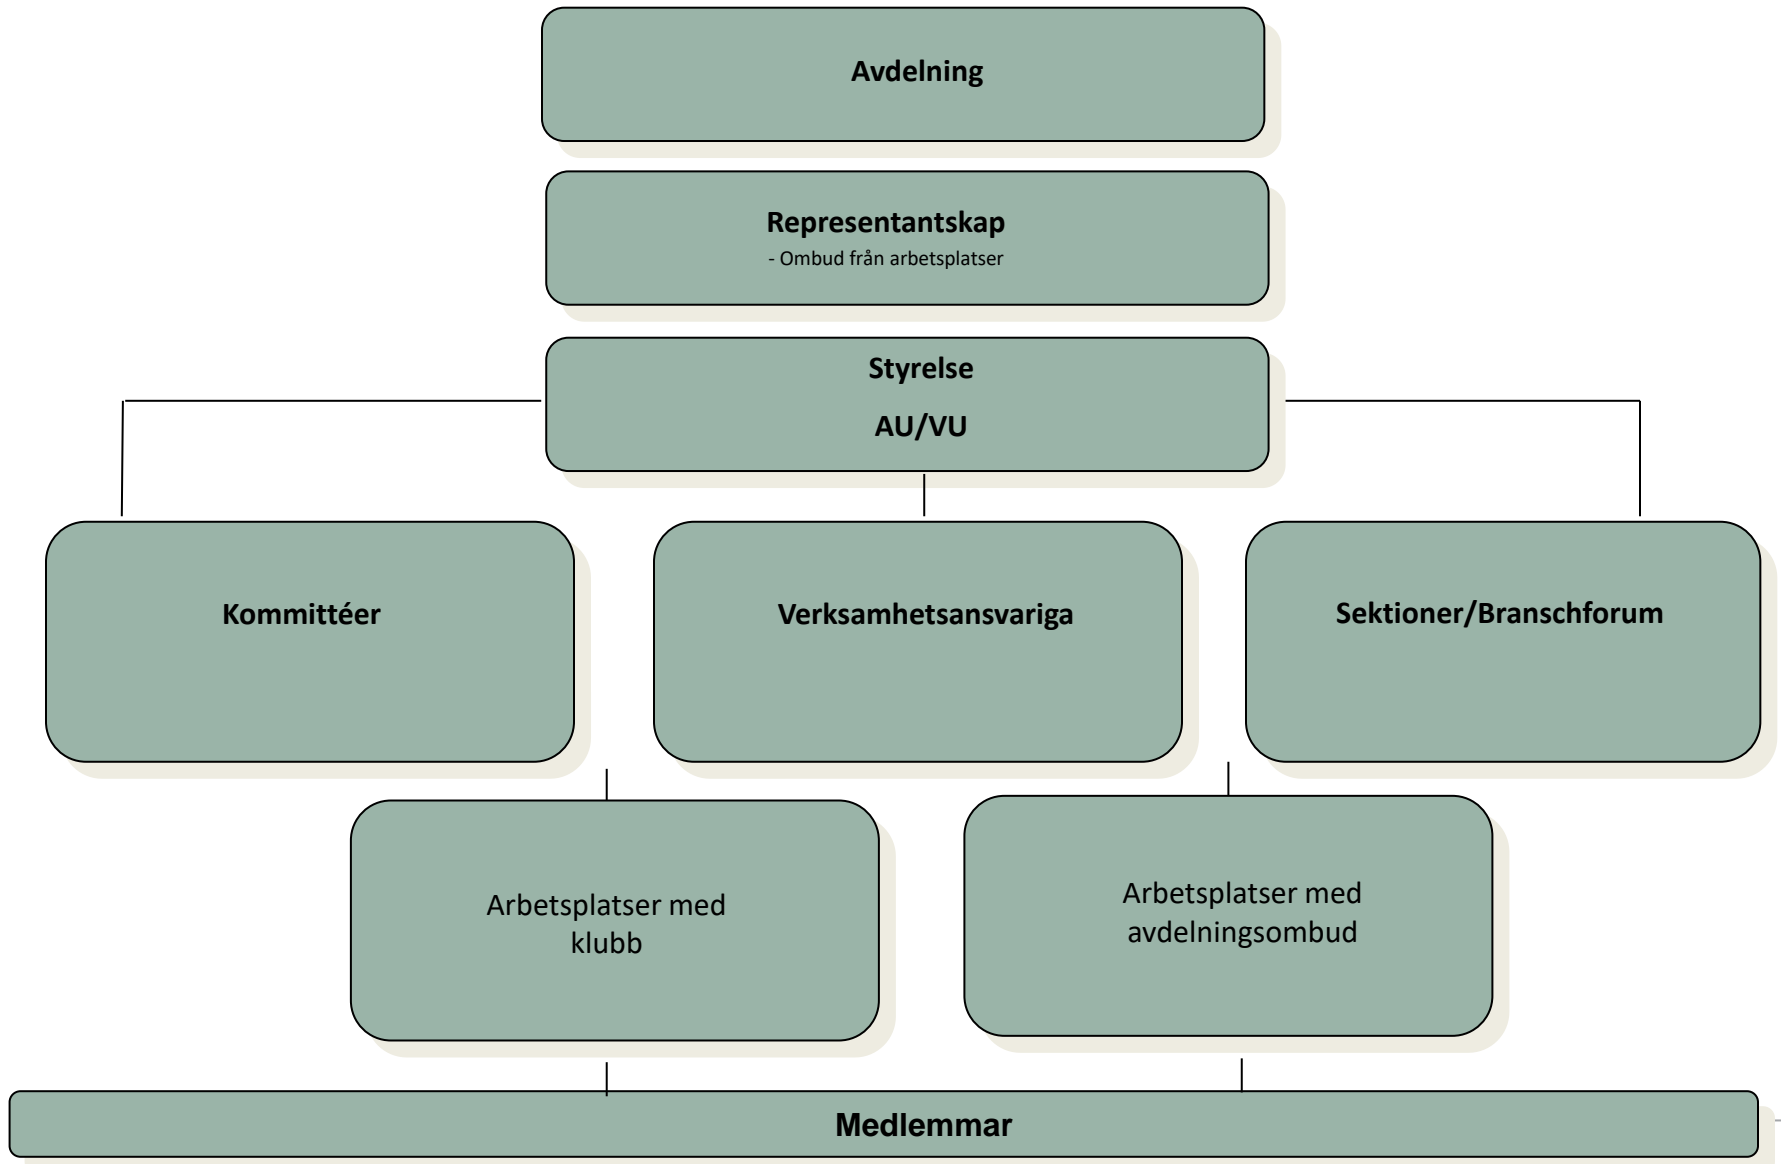 Avdelning
Representantskap
- Ombud från arbetsplatser
Styrelse
AU/VU
Kommittéer
Verksamhetsansvariga
Sektioner/Branschforum
Arbetsplatser med
klubb
Arbetsplatser med
avdelningsombud
Medlemmar